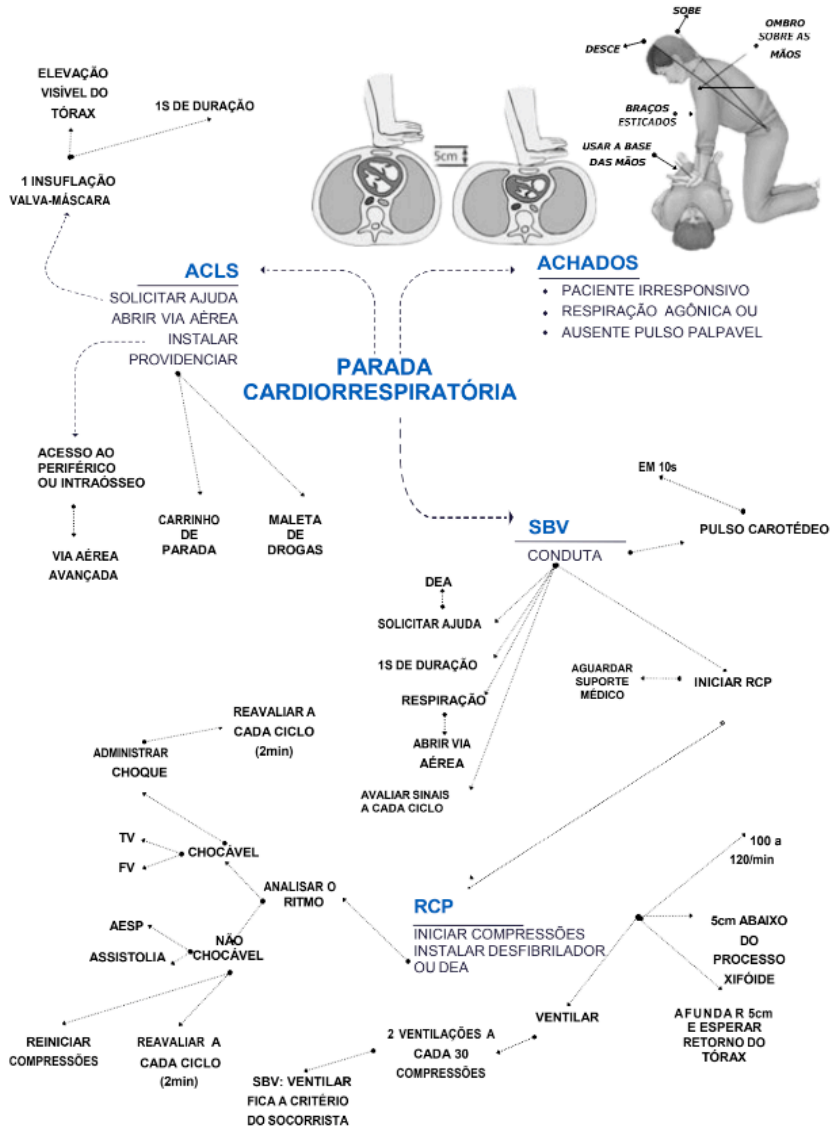 SOBE
DESCE
OMBRO
SOBRE AS
MÃOS
BRAÇOS
ESTICADOS
USAR A BASE
DAS MÃOS
5cm
ELEVAÇÃO
VISÍVEL DO
TÓRAX
1S DE DURAÇÃO
1 INSUFLAÇÃO
VALVA-MÁSCARA
ACLS
SOLICITAR AJUDA
ABRIR VIA AÉREA
INSTALAR
PROVIDENCIAR
ACHADOS
PACIENTE IRRESPONSIVO
RESPIRAÇÃO AGÔNICA OU
AUSENTE PULSO PALPAVEL
PARADA
CARDIORRESPIRATÓRIA
ACESSO AO
PERIFÉRICO
OU INTRAÓSSEO
VIA AÉREA
AVANÇADA
CARRINHO
DE
PARADA
MALETA
DE
DROGAS
EM 10s
PULSO CAROTÉDEO
SBV
CONDUTA
DEA
SOLICITAR AJUDA
1S DE DURAÇÃO
RESPIRAÇÃO
ABRIR VIA
AÉREA
AVALIAR SINAIS
A CADA CICLO
AGUARDAR
SUPORTE
MÉDICO
INICIAR RCP
REAVALIAR A
CADA CICLO
(2min)
ADMINISTRAR
CHOQUE
TV
FV
CHOCÁVEL
ANALISAR O
RITMO
AESP
ASSISTOLIA
NÃO
CHOCÁVEL
REINICIAR
COMPRESSÕES
REAVALIAR A
CADA CICLO
(2min)
RCP
INICIAR COMPRESSÕES
INSTALAR DESFIBRILADOR
OU DEA
100 a
120/min
5cm ABAIXO
DO
PROCESSO
XIFÓIDE
AFUNDAR 5cm
E ESPERAR
RETORNO DO
TÓRAX
VENTILAR
2 VENTILAÇÕES A
CADA 30
COMPRESSÕES
SBV: VENTILAR
FICA A CRITÉRIO
DO SOCORRISTA